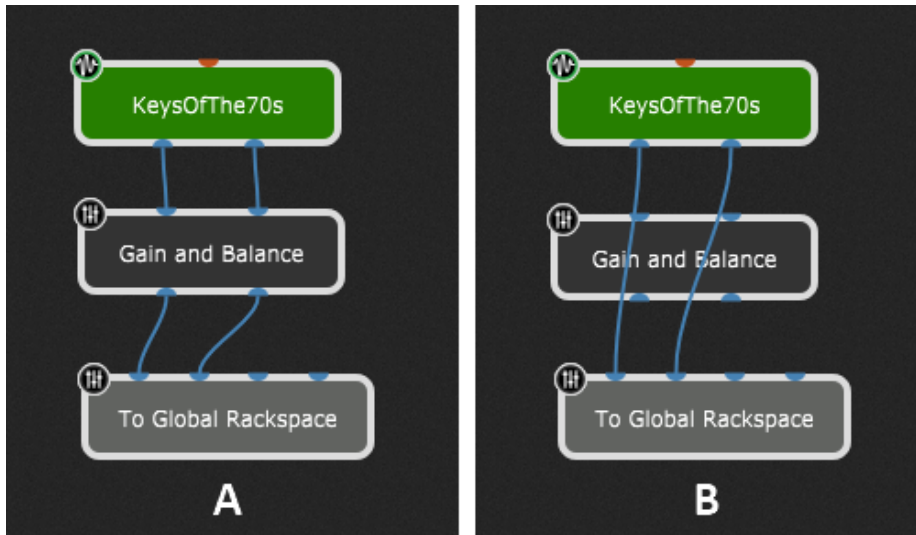 KeysOfThe70s
Gain and Balance
To Global Rackspace
A
KeysOfThe70s
Gain and Balance
To Global Rackspace
B